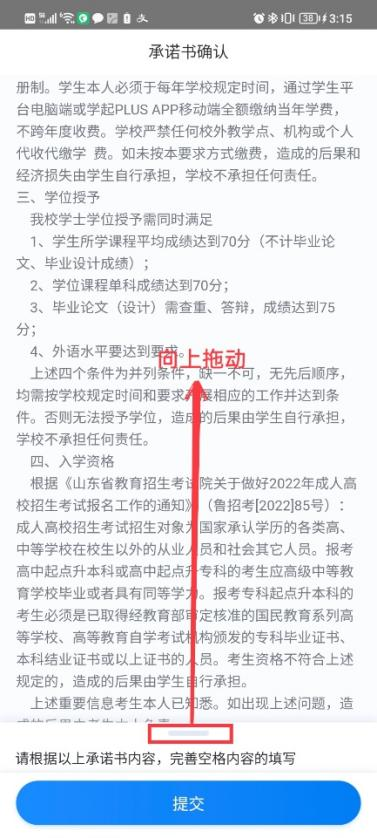 HD 5G 38 3:15
承诺书确认
册制。学生本人必须于每年学校规定时间，通过学生平
台电脑端或学起PLUS APP移动端全额缴纳当年学费，
不跨年度收费。学校严禁任何校外教学点、机构或个人
代收代缴学 费。如未按本要求方式缴费，造成的后果和
经济损失由学生自行承担，学校不承担任何责任。
三、学位授予
我校学士学位授予需同时满足
1、学生所学课程平均成绩达到70分（不计毕业论
文、毕业设计成绩）；
2、学位课程单科成绩达到70分；
3、毕业论文（设计）需查重、答辩，成绩达到75
分；
4、外语水平要达到要求。
向上拖动
上述四个条件为并列条件，缺一不可，无先后顺序，
均需按学校规定时间和要求开展相应的工作并达到条
件。否则无法授予学位，造成的后果由学生自行承担，
学校不承担任何责任。
四、入学资格
根据《山东省教育招生考试院关于做好2022年成人高
校招生考试报名工作的通知》（鲁招考[2022]85号）：
成人高校招生考试招生对象为国家承认学历的各类高、
中等学校在校生以外的从业人员和社会其它人员。报考
高中起点升本科或高中起点升专科的考生应高级中等教
育学校毕业或者具有同等学力。报考专科起点升本科的
考生必须是已取得经教育部审定核准的国民教育系列高
等学校、高等教育自学考试机构颁发的专科毕业证书、
本科结业证书或以上证书的人员。考生资格不符合上述
规定的，造成的后果由学生自行承担。
上述重要信息考生本人已知悉。如出现上述问题，造
请根据以上承诺书内容，完善空格内容的填写
提交